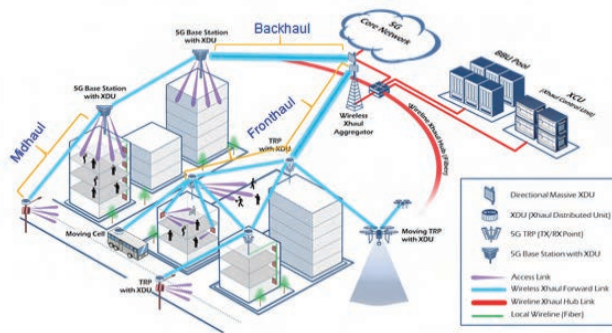 Backhaul
5G
Core Network
5G Base Station
with XDU
BBU Pool
XCU
(Xhaul Control Unit)
5G Base Station
with XDU
Fronthaul
Wireless
Xhaul
Aggregator
Wireless Xhaul Hub (Fiber)
Midhaul
TRP
with XDU
Moving Cell
Moving TRP
with XDU
TRP
with XDU
Directional Massive XDU
XDU (Xhaul Distributed Unit)
5G TRP (TX/RX Point)
5G Base Station with XDU
Access Link
Wireless Xhaul Forward Link
Wireline Xhaul Hub Link
Local Wireline (Fiber)